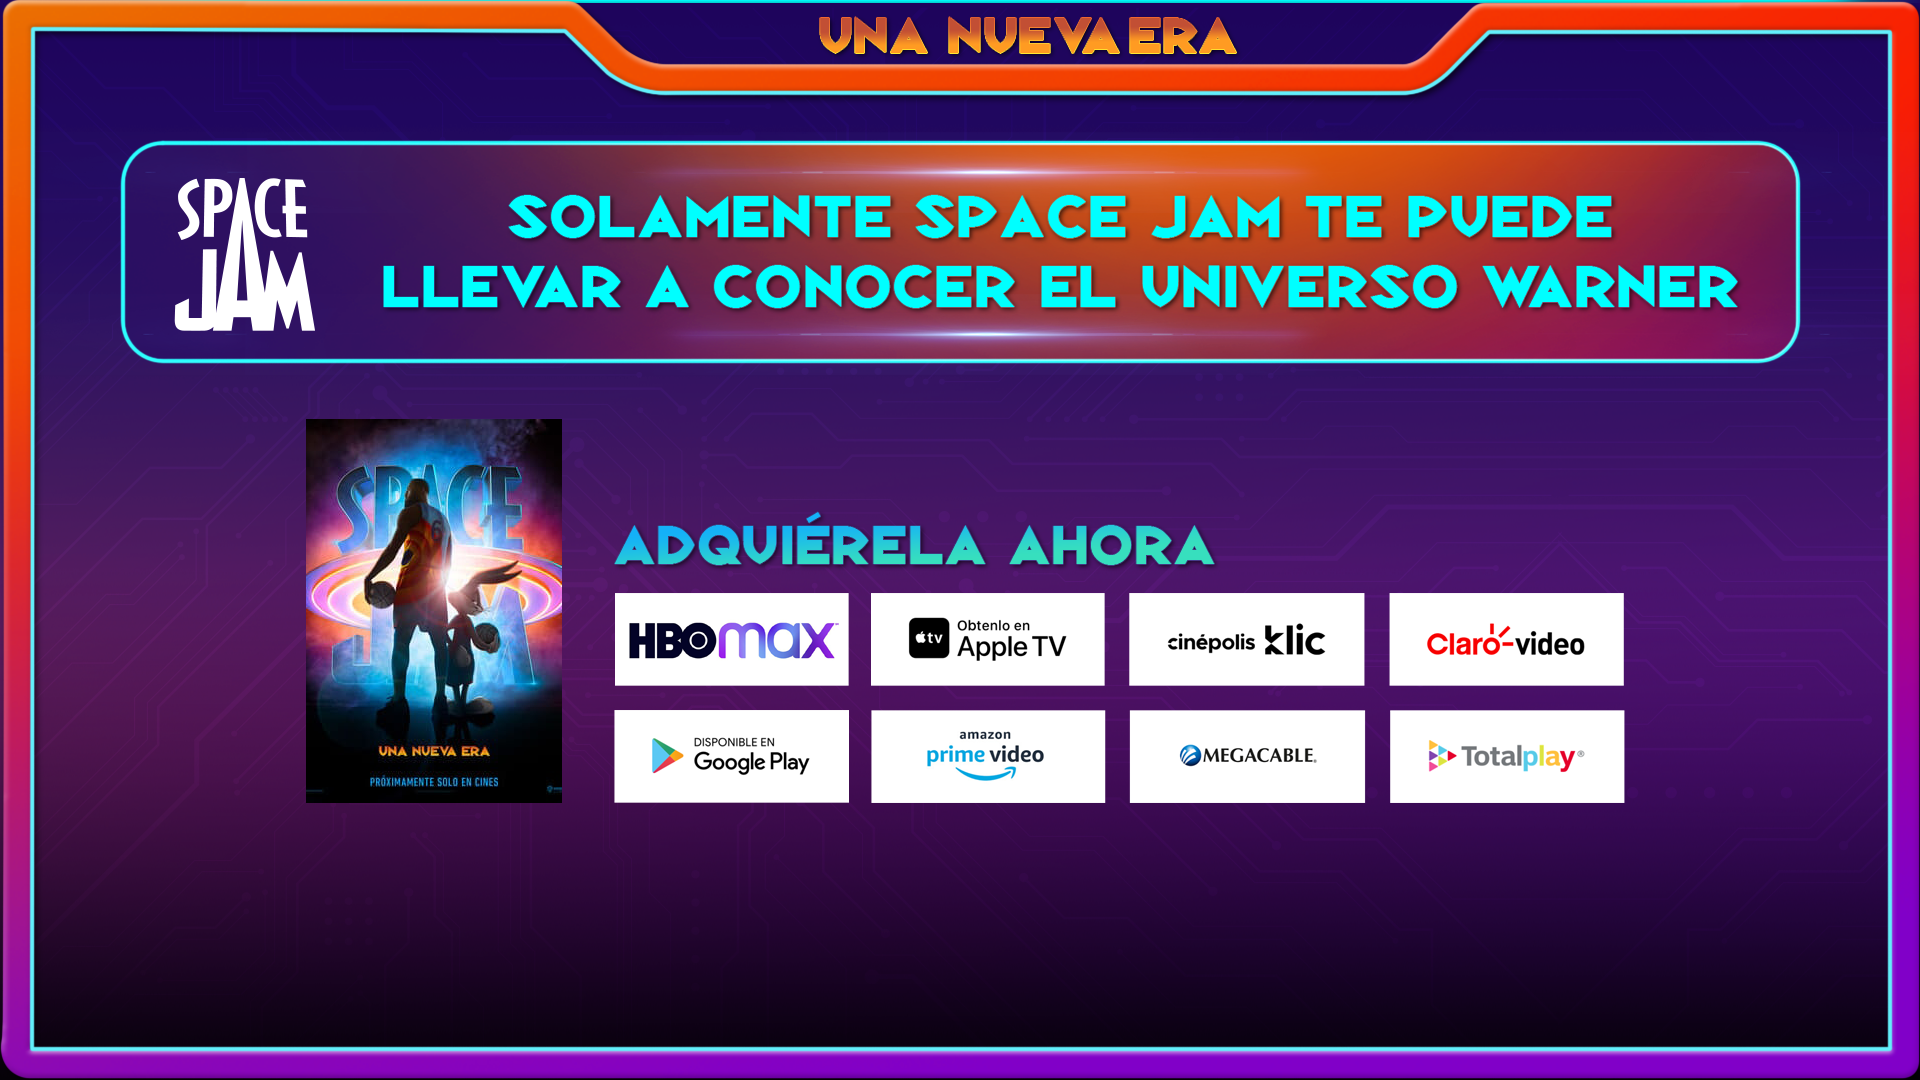 UNA NUEVA ERA
SPACE
JAM
SOLAMENTE SPACE JAM TE PUEDE
LLEVAR A CONOCER EL UNIVERSO WARNER
SPACE
JAM
UNA NUEVA ERA
PRÓXIMAMENTE SOLO EN CINES
ADQUIÉRELA AHORA
HBOmax
tv
Obtenlo en
Apple TV
cinépolis klic
Claro-video
DISPONIBLE EN
Google Play
amazon
prime video
MEGACABLE®
Totalplay®